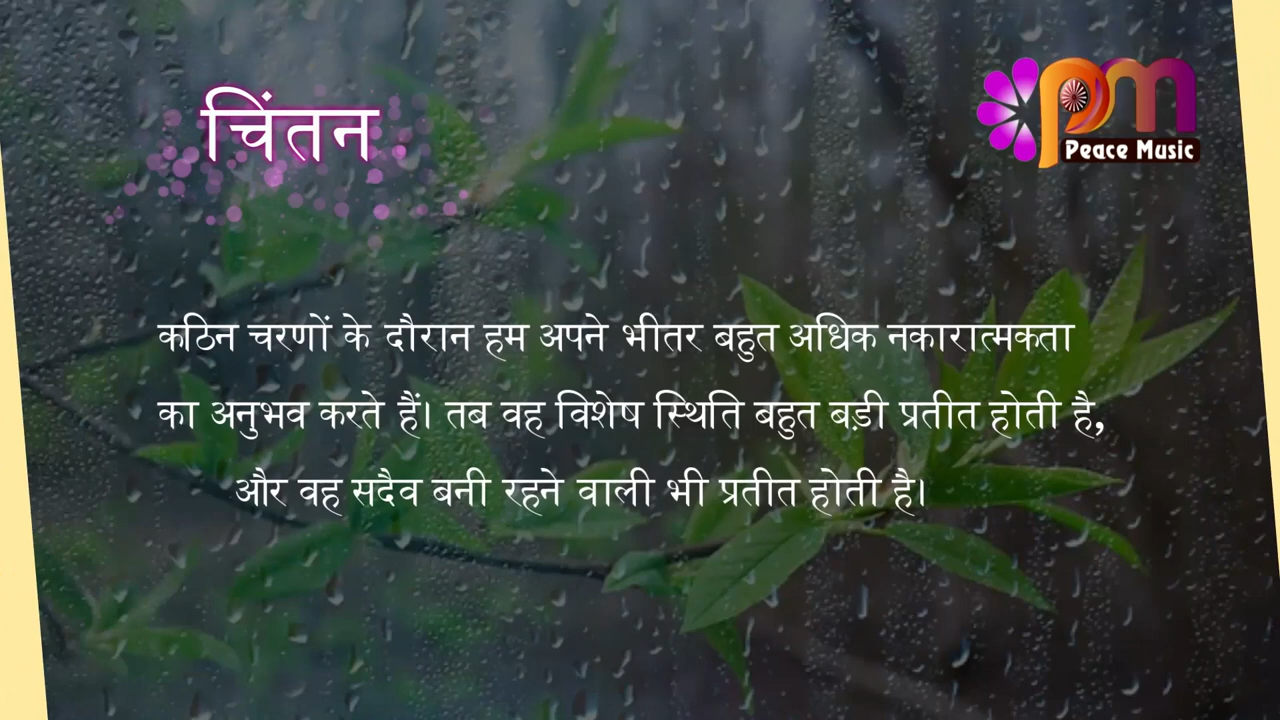 चिंतन
pm
Peace Music
कठिन चरणों के दौरान हम अपने भीतर बहुत अधिक नकारात्मकता
का अनुभव करते हैं। तब वह विशेष स्थिति बहुत बड़ी प्रतीत होती है,
और वह सदैव बनी रहने वाली भी प्रतीत होती है।